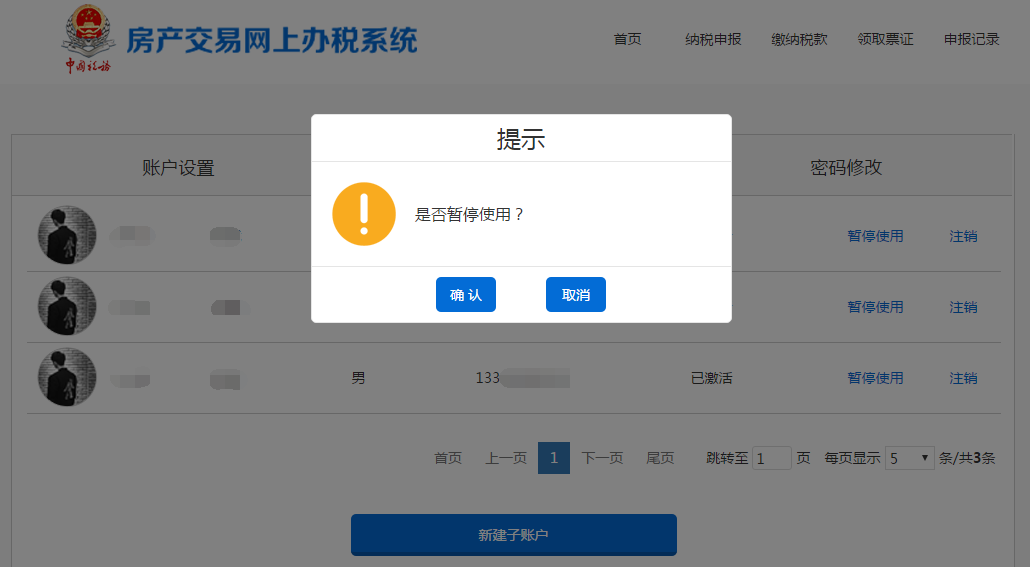 房产交易网上办税系统
中国税务
首页 纳税申报 缴纳税款 领取票证 申报记录
提示
账户设置 密码修改
是否暂停使用？
暂停使用 注销
确 认 取消
暂停使用 注销
男 133 已激活 暂停使用 注销
首页 上一页 1 下一页 尾页 跳转至 1 页 每页显示 5 条/共3条
新建子账户